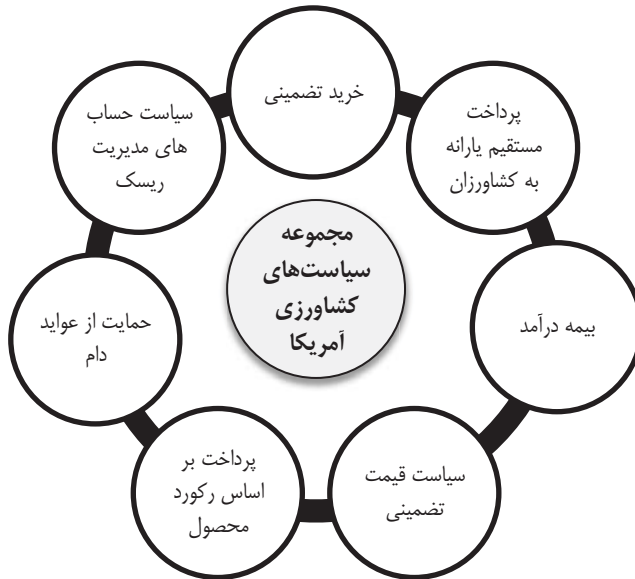 خرید تضمینی
پرداخت
مستقیم یارانه
به کشاورزان
بیمه درآمد
سیاست قیمت
تضمینی
پرداخت بر
اساس رکورد
محصول
حمایت از عواید
دام
سیاست حساب
های مدیریت
ریسک
مجموعه
سیاست‌های
کشاورزی
آمریکا